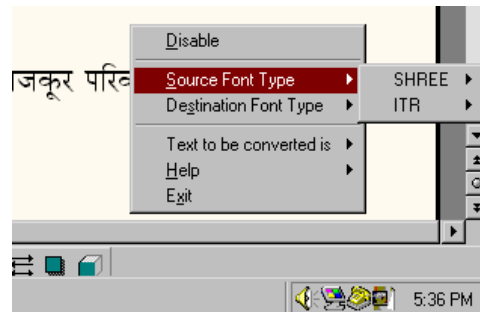 Disable
जकूर
Source Font Type
SHREE
Destination Font Type
ITR
Text to be converted is
Help
Exit
5:36 PM